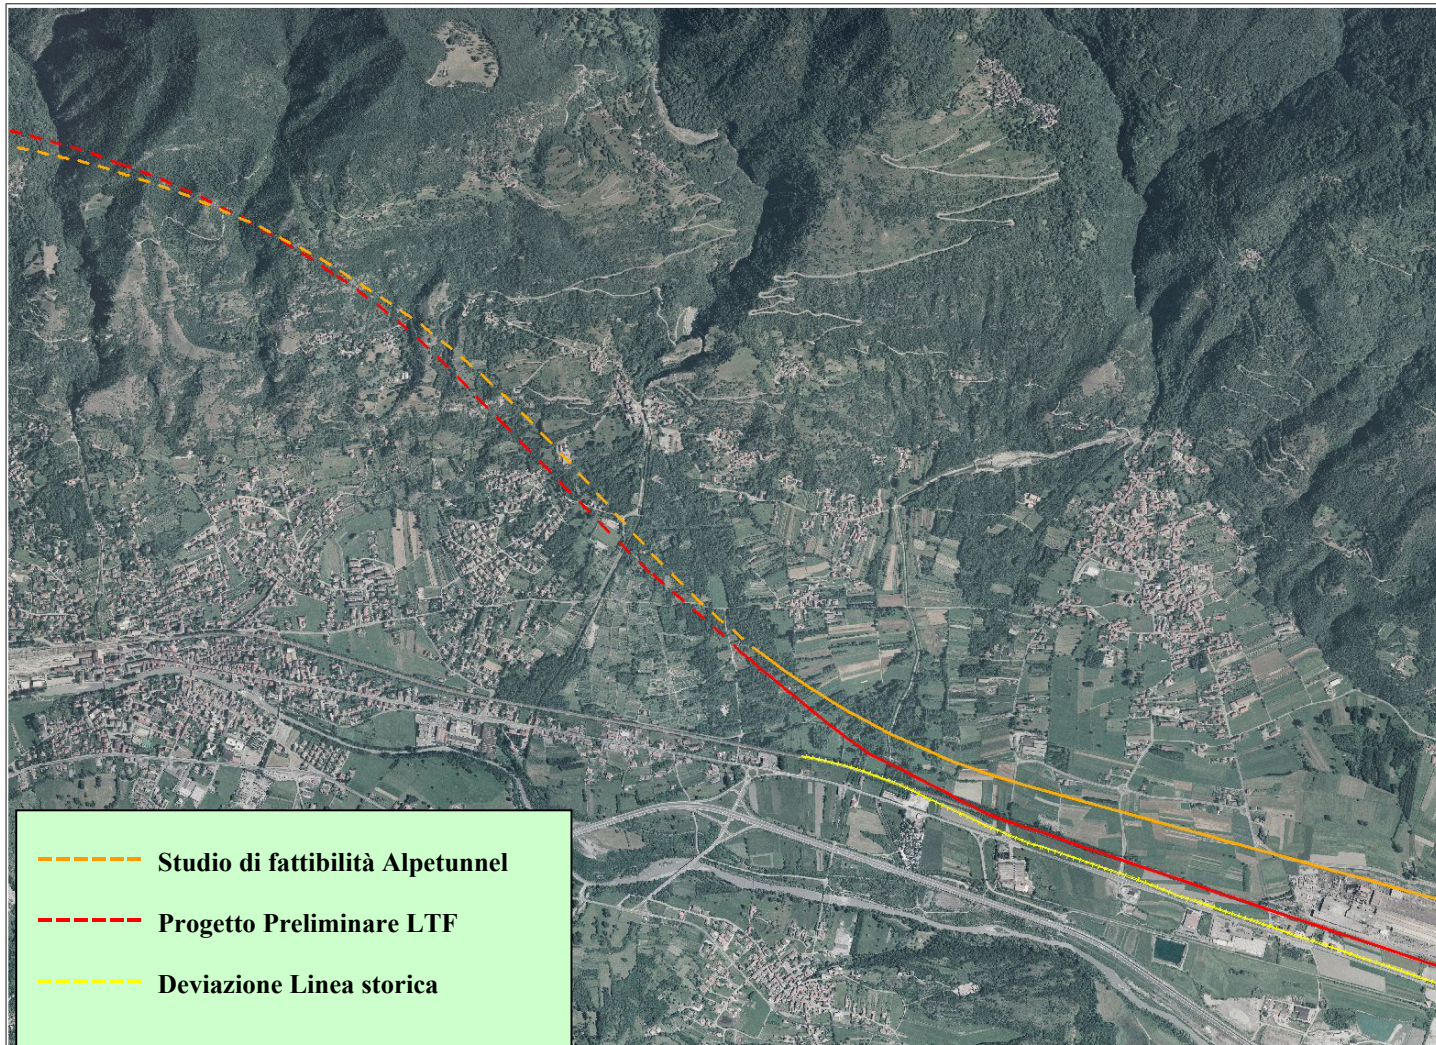 Studio di fattibilità Alpetunnel
Progetto Preliminare LTF
Deviazione Linea storica